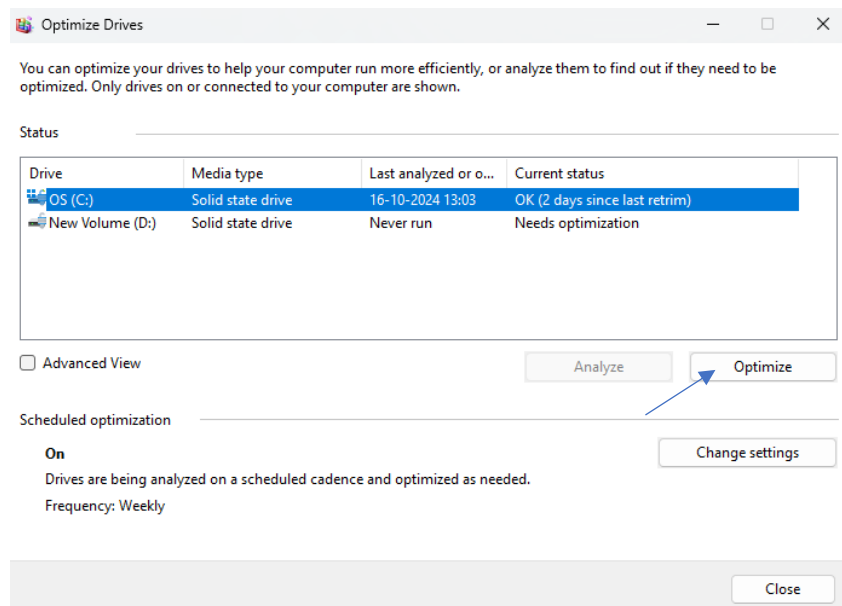 Optimize Drives
You can optimize your drives to help your computer run more efficiently, or analyze them to find out if they need to be
optimized. Only drives on or connected to your computer are shown.
Status
Drive Media type Last analyzed or o... Current status
OS (C:) Solid state drive 16-10-2024 13:03 OK (2 days since last retrim)
New Volume (D:) Solid state drive Never run Needs optimization
Advanced View Analyze Optimize
Scheduled optimization
On Change settings
Drives are being analyzed on a scheduled cadence and optimized as needed.
Frequency: Weekly
Close